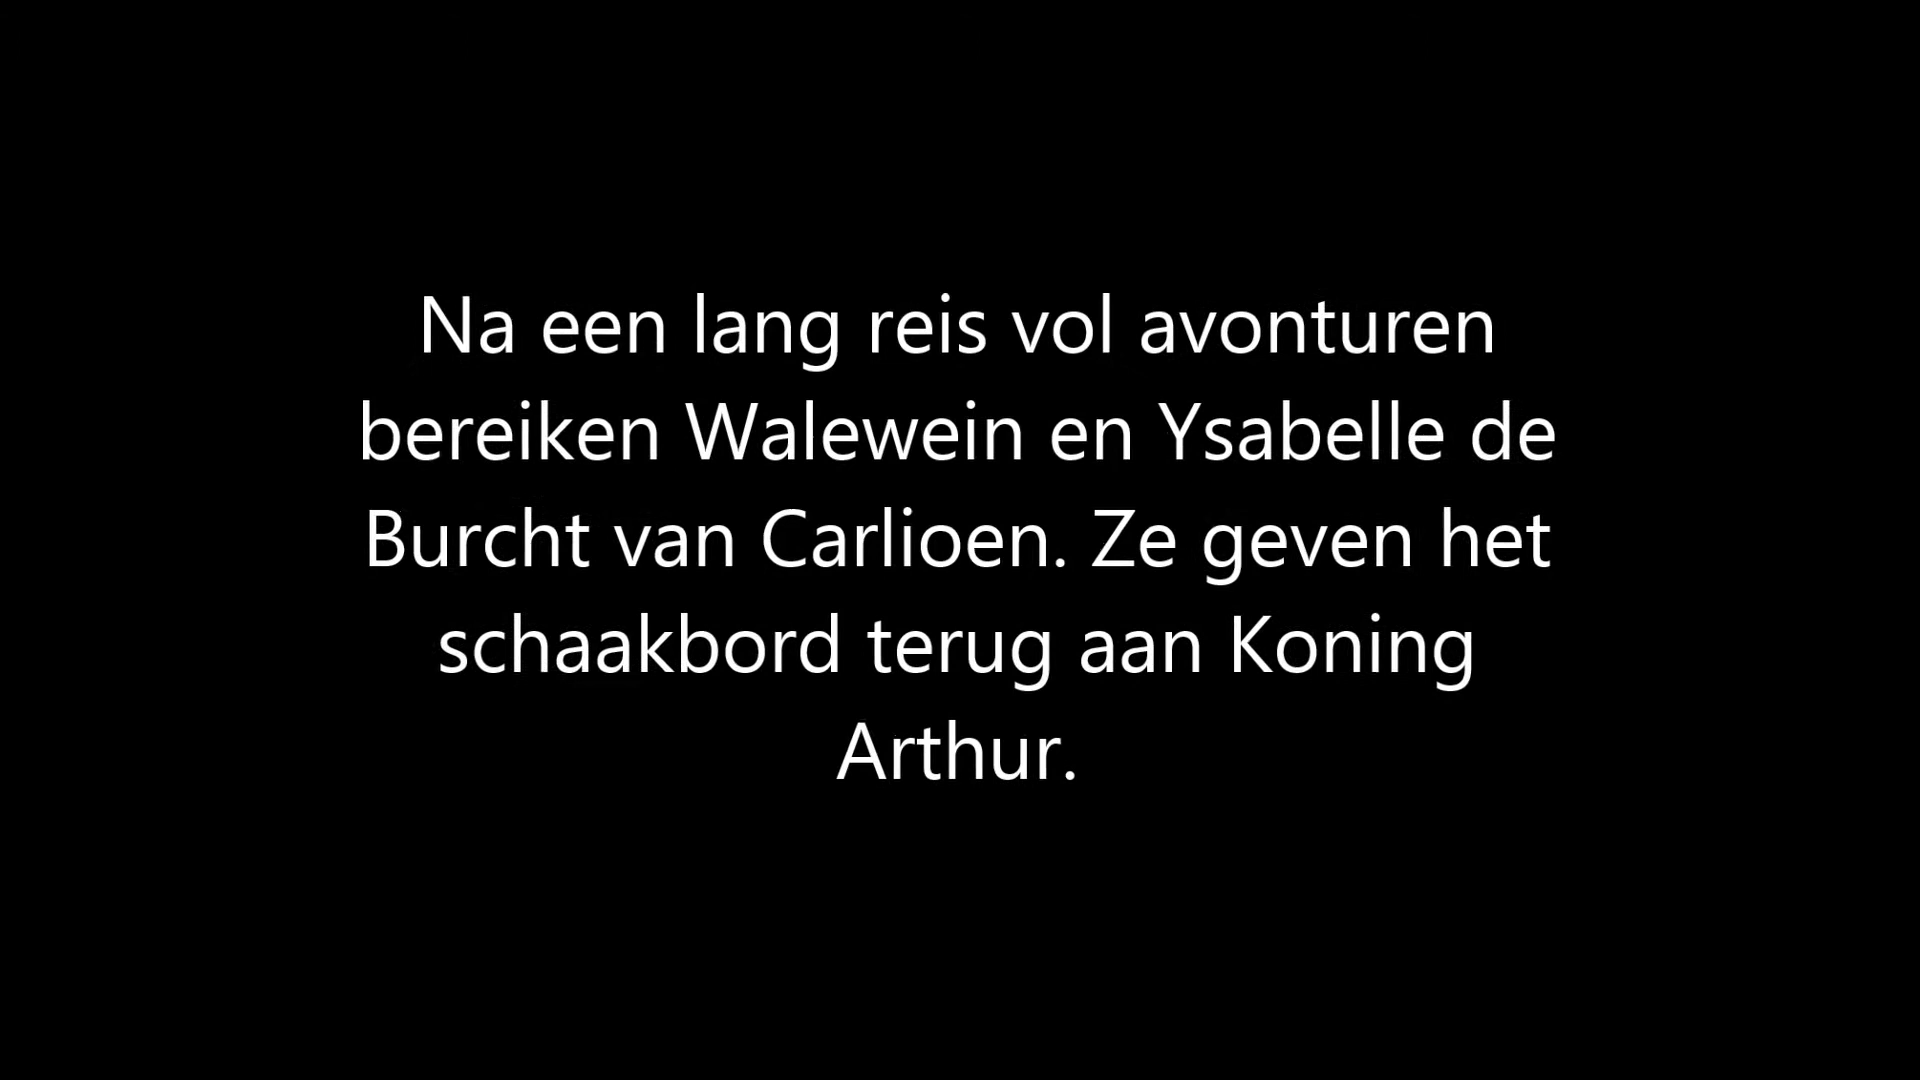 Na een lang reis vol avonturen
bereiken Walewein en Ysabelle de
Burcht van Carlioen. Ze geven het
schaakbord terug aan Koning
Arthur.